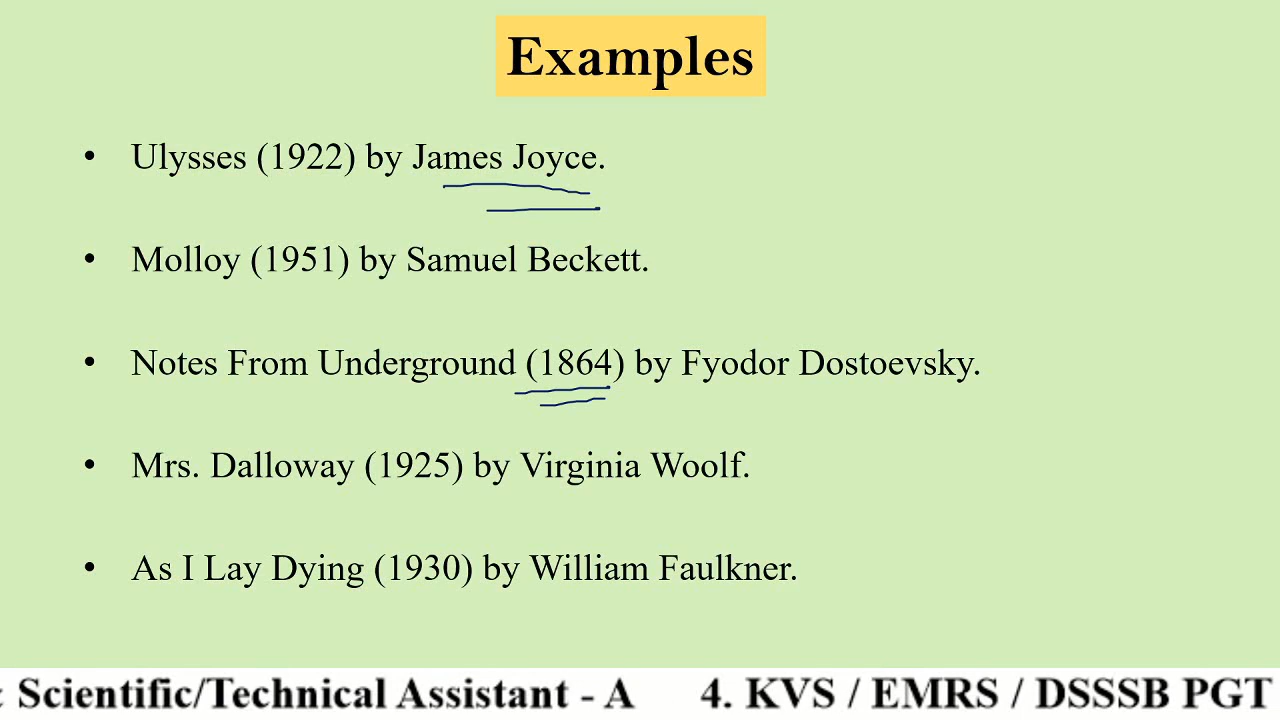 Examples
• Ulysses (1922) by James Joyce.
• Molloy (1951) by Samuel Beckett.
• Notes From Underground (1864) by Fyodor Dostoevsky.
• Mrs. Dalloway (1925) by Virginia Woolf.
• As I Lay Dying (1930) by William Faulkner.
Scientific/Technical Assistant - A 4. KVS / EMRS / DSSSB PGT